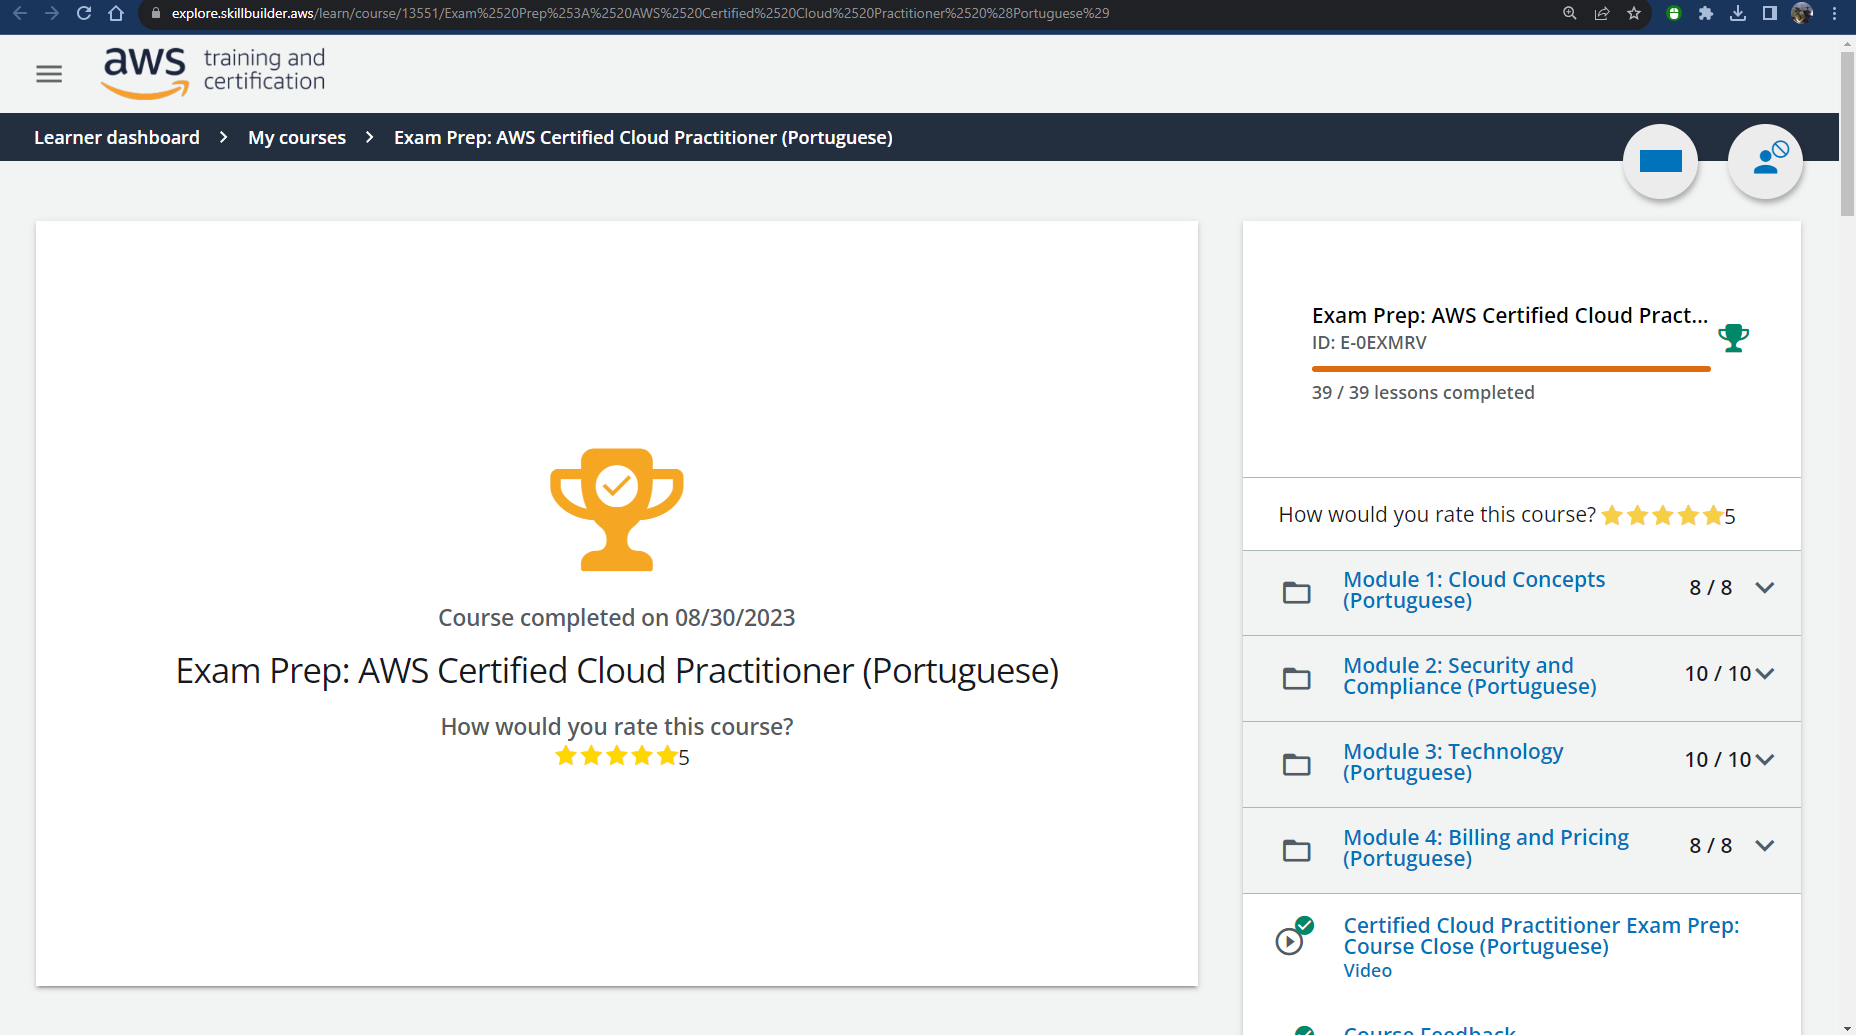 explore.skillbuilder.aws/learn/course/13551/Exam%2520Prep%253A%2520AWS%2520Certified%2520Cloud%2520Practitioner%2520%28Portuguese%29
aws training and
certification
Learner dashboard > My courses > Exam Prep: AWS Certified Cloud Practitioner (Portuguese)
Course completed on 08/30/2023
Exam Prep: AWS Certified Cloud Practitioner (Portuguese)
How would you rate this course?
5
Exam Prep: AWS Certified Cloud Pract...
ID: E-0EXMRV
39 / 39 lessons completed
How would you rate this course? 5
Module 1: Cloud Concepts
(Portuguese)
8 / 8
Module 2: Security and
Compliance (Portuguese)
10 / 10
Module 3: Technology
(Portuguese)
10 / 10
Module 4: Billing and Pricing
(Portuguese)
8 / 8
Certified Cloud Practitioner Exam Prep:
Course Close (Portuguese)
Video
Course Feedback